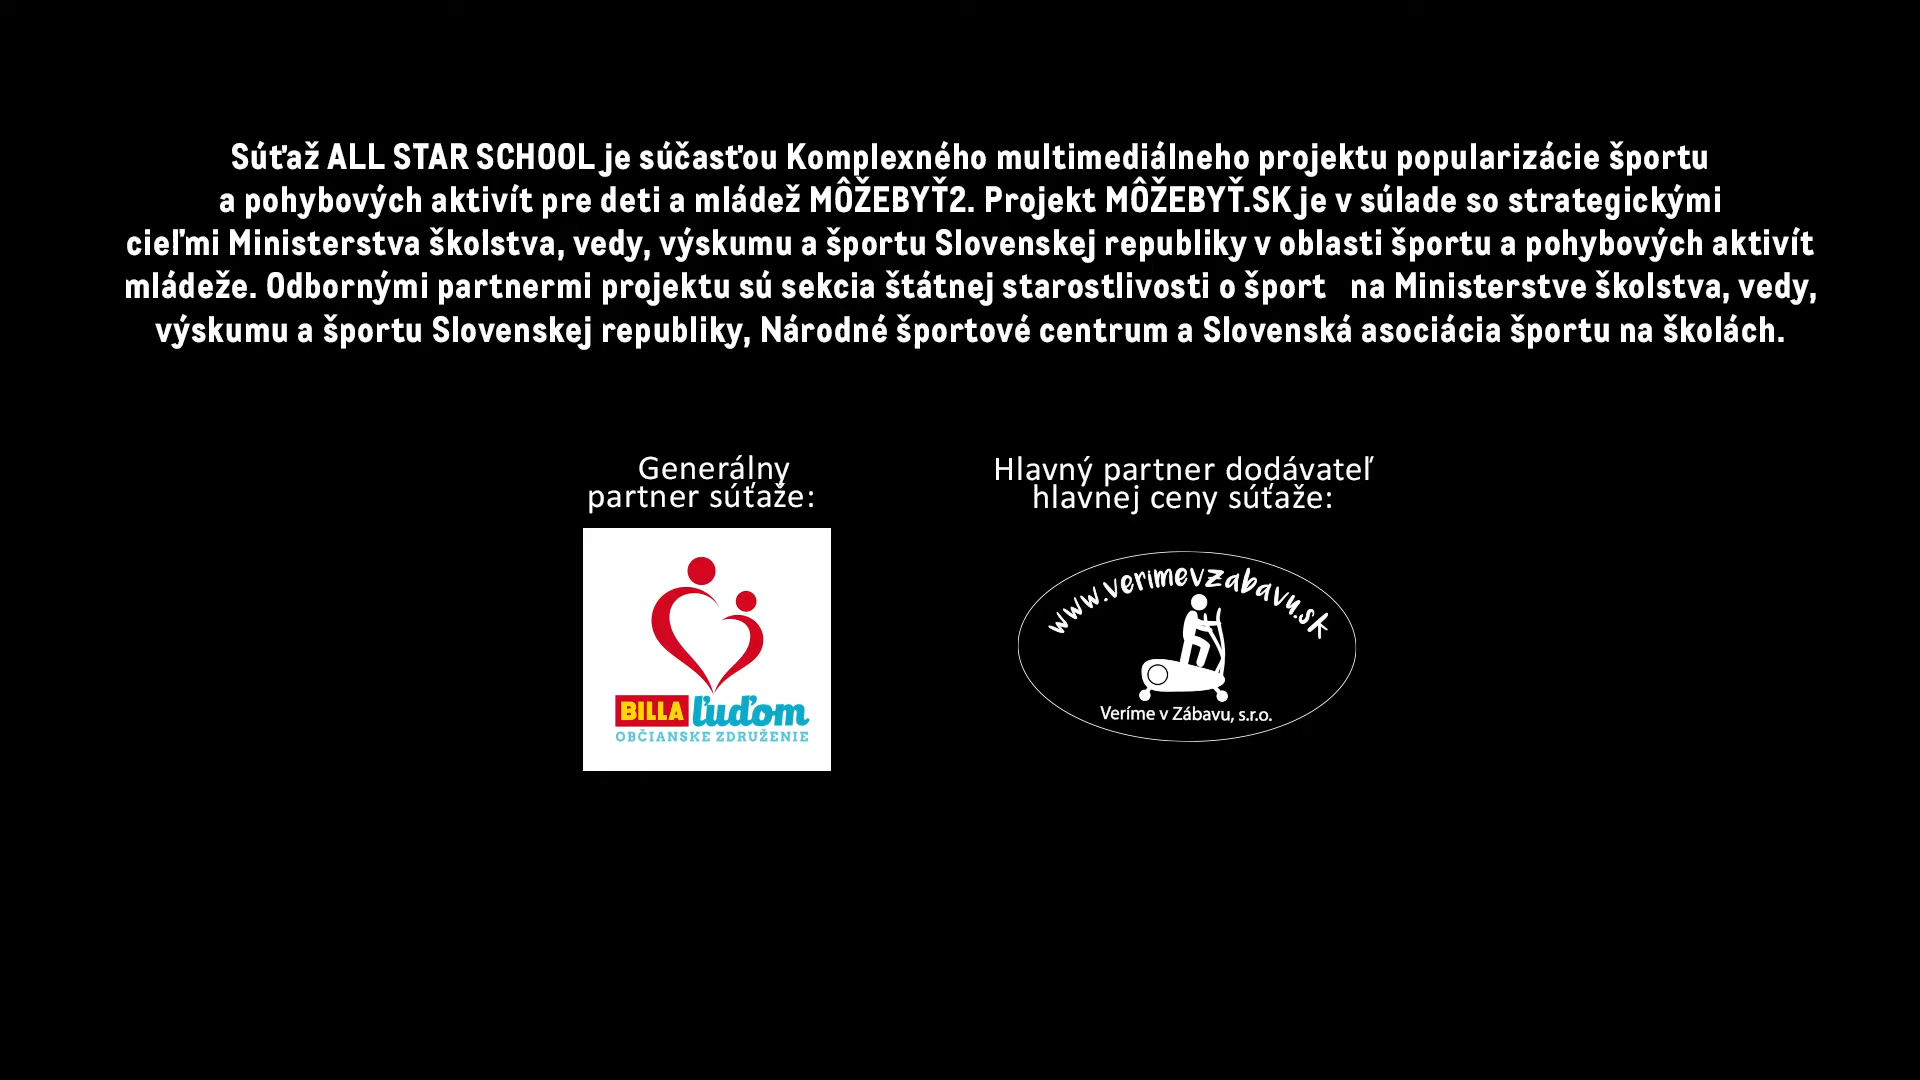 Súťaž ALL STAR SCHOOL je súčasťou Komplexného multimediálneho projektu popularizácie športu
a pohybových aktivít pre deti a mládež MÔŽEBYŤ2. Projekt MÔŽEBYŤ.SK je v súlade so strategickými
cieľmi Ministerstva školstva, vedy, výskumu a športu Slovenskej republiky v oblasti športu a pohybových aktivít
mládeže. Odbornými partnermi projektu sú sekcia štátnej starostlivosti o šport na Ministerstve školstva, vedy,
výskumu a športu Slovenskej republiky, Národné športové centrum a Slovenská asociácia športu na školách.
Generálny
partner súťaže:
BILLA ľuďom
OBČIANSKE ZDRUŽENIE
Hlavný partner dodávateľ
hlavnej ceny súťaže:
www.verimevzabavu.sk
Veríme v Zábavu, s.r.o.